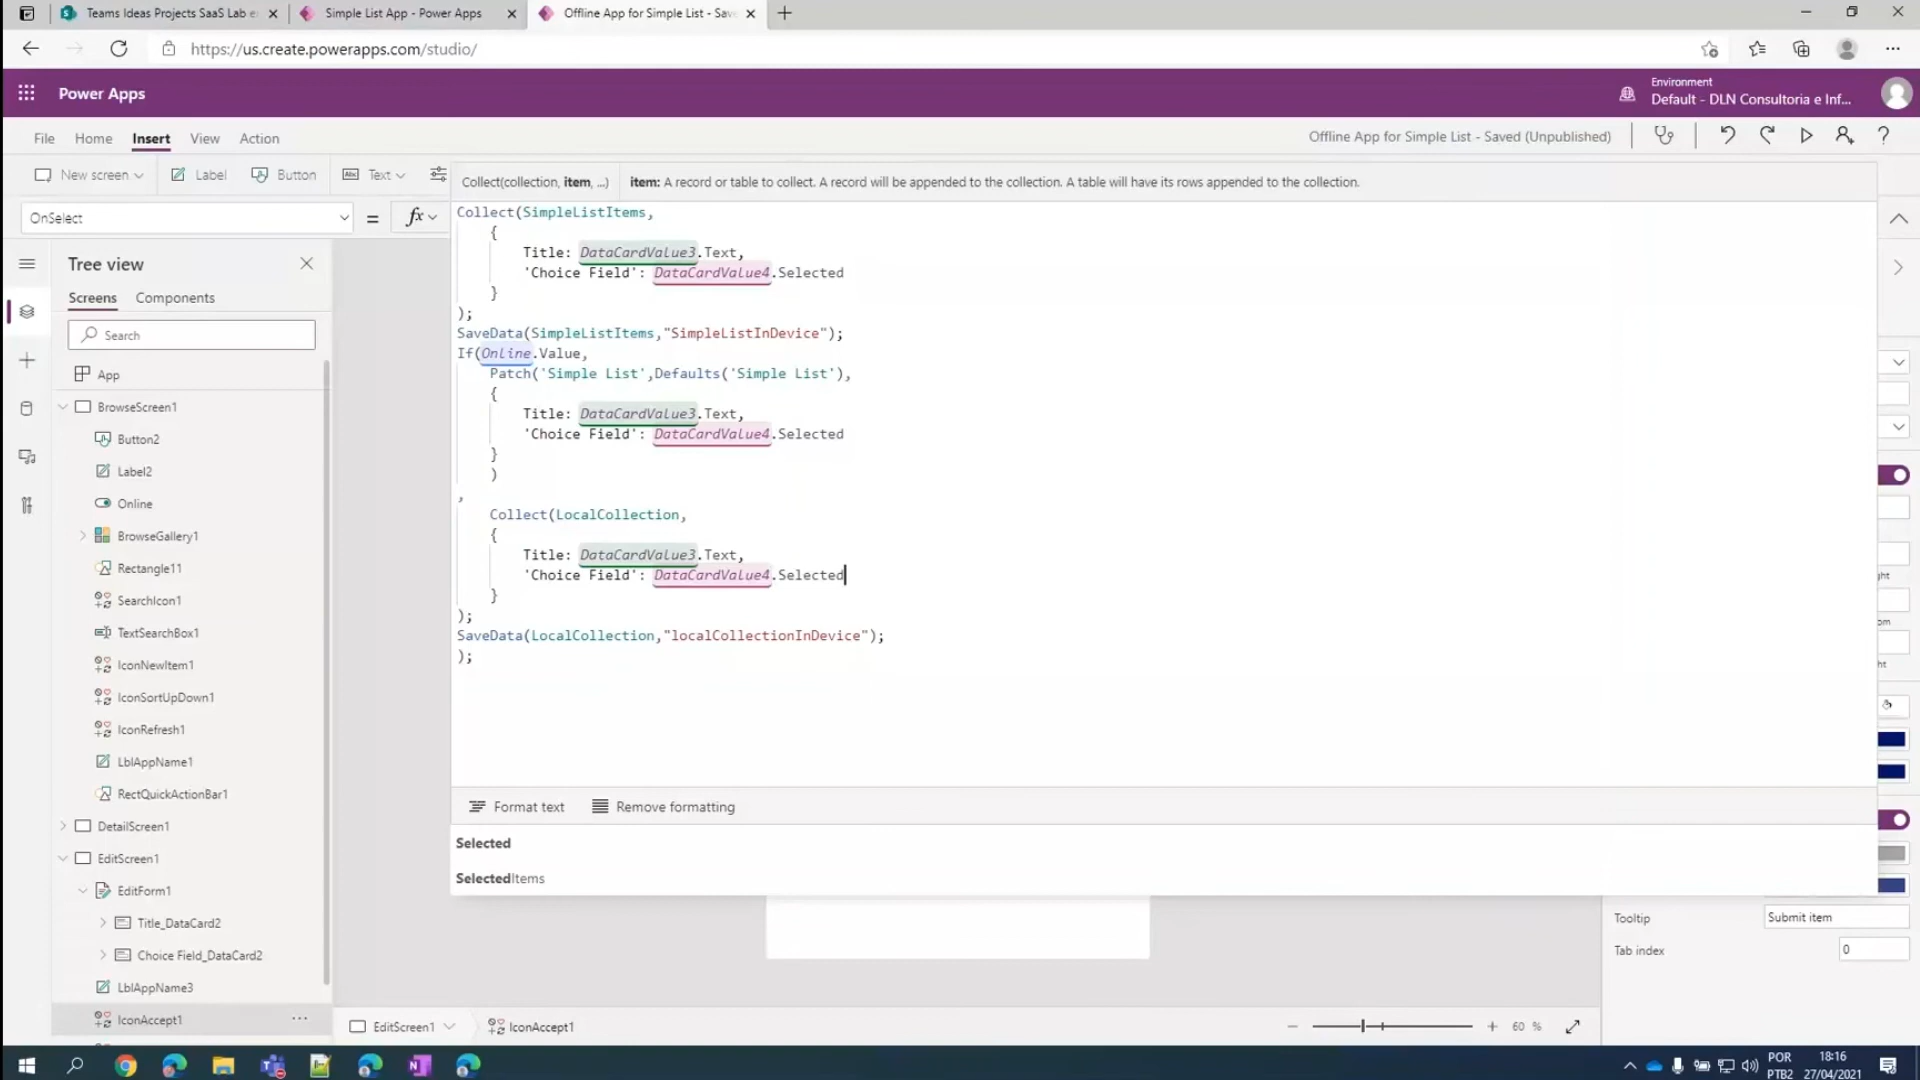 Teams Ideas Projects SaaS Lab e
Simple List App - Power Apps
Offline App for Simple List - Sav
https://us.create.powerapps.com/studio/
Power Apps
Environment
Default - DLN Consultoria e Inf...
File Home Insert View Action
Offline App for Simple List - Saved (Unpublished)
New screen Label Button Text
Collect(collection, item, ...) item: A record or table to collect. A record will be appended to the collection. A table will have its rows appended to the collection.
OnSelect = fx
Collect(SimpleListItems,
{
Title: DataCardValue3.Text,
'Choice Field': DataCardValue4.Selected
}
);
SaveData(SimpleListItems,"SimpleListInDevice");
If(Online.Value,
Patch('Simple List',Defaults('Simple List'),
{
Title: DataCardValue3.Text,
'Choice Field': DataCardValue4.Selected
}
)
,
Collect(LocalCollection,
{
Title: DataCardValue3.Text,
'Choice Field': DataCardValue4.Selected
}
);
SaveData(LocalCollection,"localCollectionInDevice");
);
Format text Remove formatting
Selected
SelectedItems
Tree view
Screens Components
Search
App
BrowseScreen1
Button2
Label2
Online
BrowseGallery1
Rectangle11
SearchIcon1
TextSearchBox1
IconNewItem1
IconSortUpDown1
IconRefresh1
LblAppName1
RectQuickActionBar1
DetailScreen1
EditScreen1
EditForm1
Title_DataCard2
Choice Field_DataCard2
LblAppName3
IconAccept1 ...
ght
om
ht
Tooltip Submit item
Tab index 0
EditScreen1 IconAccept1
60 %
POR
PTB2
18:16
27/04/2021